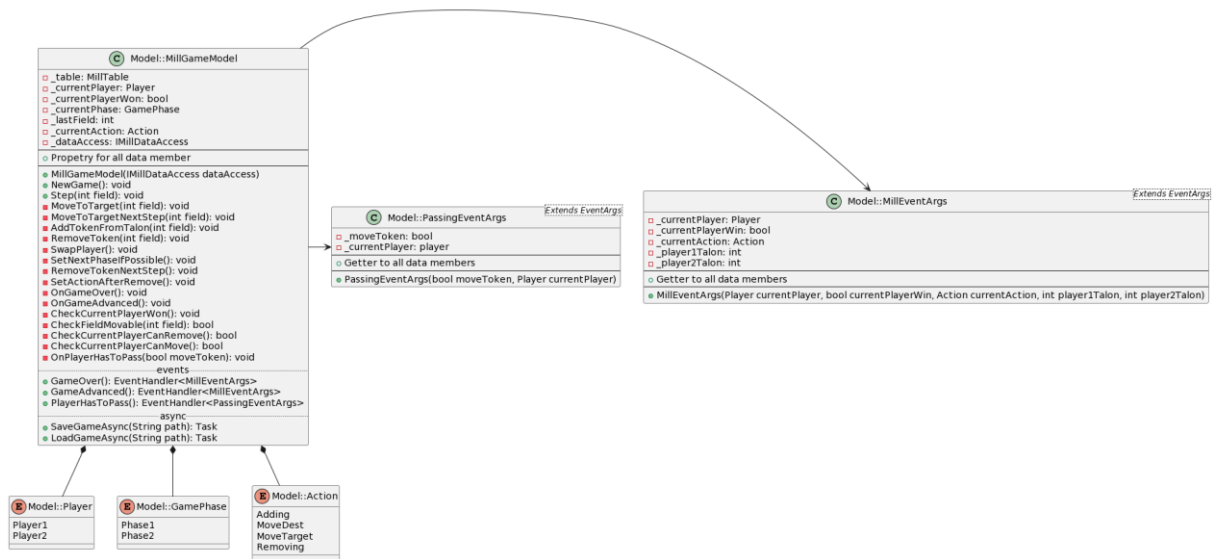 C Model::MillGameModel
_table: MillTable
_currentPlayer: Player
_currentPlayerWon: bool
_currentPhase: GamePhase
_lastField: int
_currentAction: Action
_dataAccess: IMillDataAccess
Propetry for all data member
MillGameModel(IMillDataAccess dataAccess)
NewGame(): void
Step(int field): void
MoveToTarget(int field): void
MoveToTargetNextStep(int field): void
AddTokenFromTalon(int field): void
RemoveToken(int field): void
SwapPlayer(): void
SetNextPhaseIfPossible(): void
RemoveTokenNextStep(): void
SetActionAfterRemove(): void
OnGameOver(): void
OnGameAdvanced(): void
CheckCurrentPlayerWon(): void
CheckFieldMovable(int field): bool
CheckCurrentPlayerCanRemove(): bool
CheckCurrentPlayerCanMove(): bool
OnPlayerHasToPass(bool moveToken): void
events
GameOver(): EventHandler<MillEventArgs>
GameAdvanced(): EventHandler<MillEventArgs>
PlayerHasToPass(): EventHandler<PassingEventArgs>
async
SaveGameAsync(String path): Task
LoadGameAsync(String path): Task
Extends EventArgs
C Model::PassingEventArgs
_moveToken: bool
_currentPlayer: player
Getter to all data members
PassingEventArgs(bool moveToken, Player currentPlayer)
Extends EventArgs
C Model::MillEventArgs
_currentPlayer: Player
_currentPlayerWin: bool
_currentAction: Action
_player1Talon: int
_player2Talon: int
Getter to all data members
MillEventArgs(Player currentPlayer, bool currentPlayerWin, Action currentAction, int player1Talon, int player2Talon)
E Model::Player
Player1
Player2
E Model::GamePhase
Phase1
Phase2
E Model::Action
Adding
MoveDest
MoveTarget
Removing